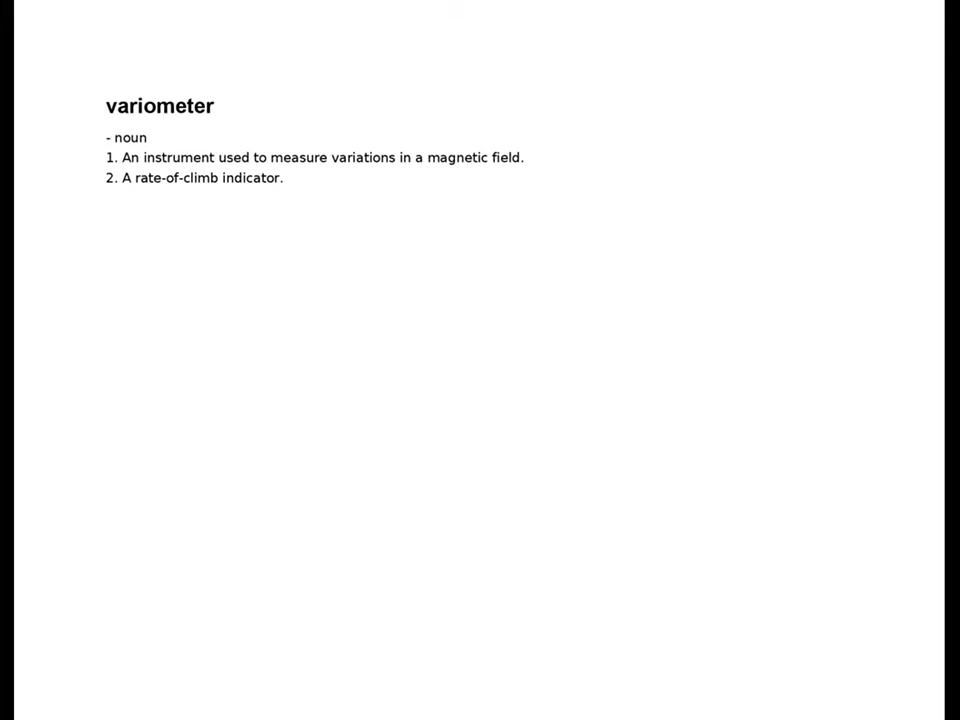 variometer
- noun
1. An instrument used to measure variations in a magnetic field.
2. A rate-of-climb indicator.